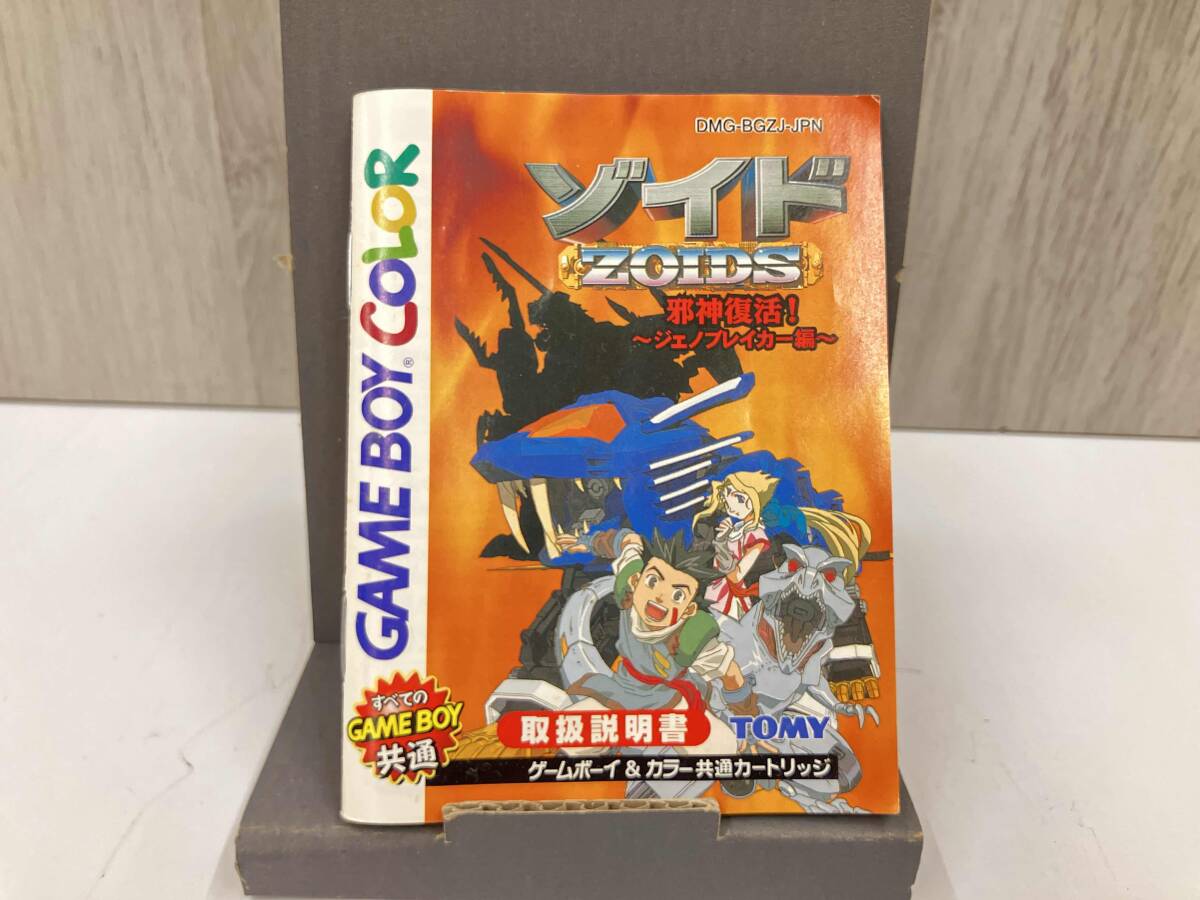 DMG-BGZJ-JPN
ゾイド
ZOIDS
邪神復活!
~ジェノブレイカー編~
GAME BOY® COLOR
すべての
GAME BOY
共通
取扱説明書
TOMY
ゲームボーイ&カラー共通カートリッジ